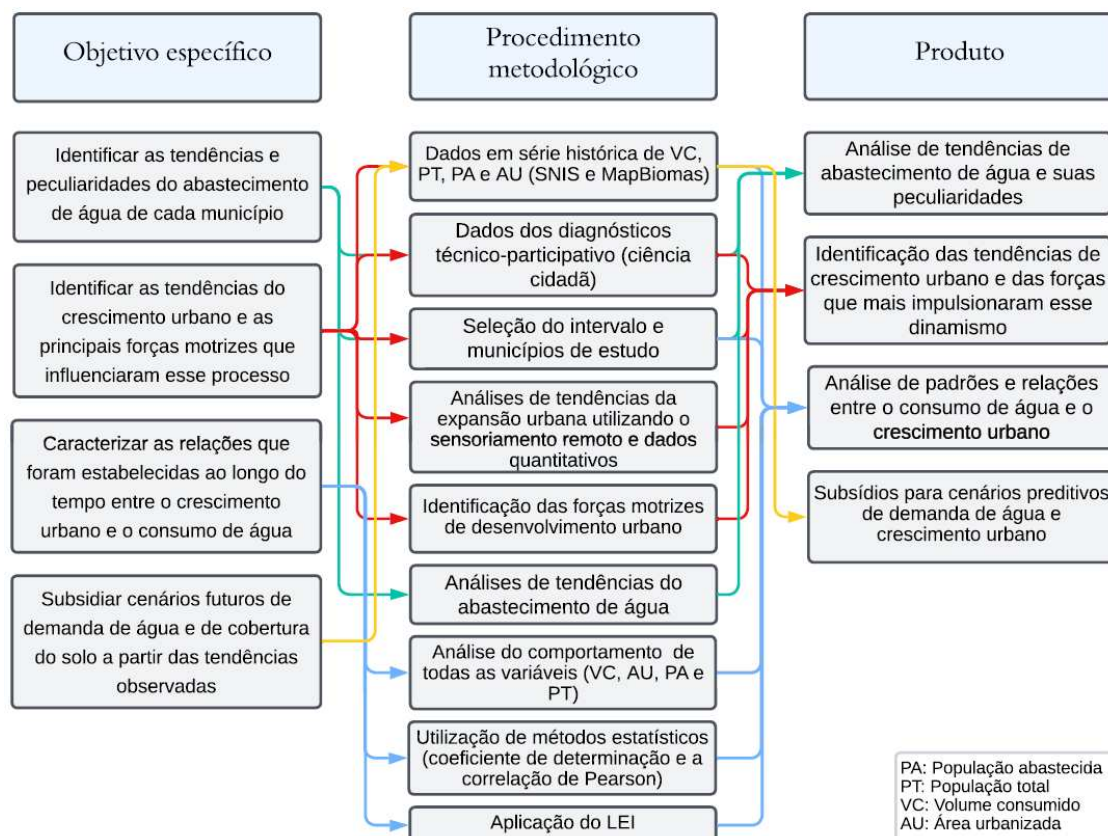 Objetivo específico
Identificar as tendências e
peculiaridades do abastecimento
de água de cada município
Identificar as tendências do
crescimento urbano e as
principais forças motrizes que
influenciaram esse processo
Caracterizar as relações que
foram estabelecidas ao longo do
tempo entre o crescimento
urbano e o consumo de água
Subsidiar cenários futuros de
demanda de água e de cobertura
do solo a partir das tendências
observadas
Procedimento
metodológico
Dados em série histórica de VC,
PT, PA e AU (SNIS e MapBiomas)
Dados dos diagnósticos
técnico-participativo (ciência
cidadã)
Seleção do intervalo e
municípios de estudo
Análises de tendências da
expansão urbana utilizando o
sensoriamento remoto e dados
quantitativos
Identificação das forças motrizes
de desenvolvimento urbano
Análises de tendências do
abastecimento de água
Análise do comportamento de
todas as variáveis (VC, AU, PA e
PT)
Utilização de métodos estatísticos
(coeficiente de determinação e a
correlação de Pearson)
Aplicação do LEI
Produto
Análise de tendências de
abastecimento de água e suas
peculiaridades
Identificação das tendências de
crescimento urbano e das forças
que mais impulsionaram esse
dinamismo
Análise de padrões e relações
entre o consumo de água e o
crescimento urbano
Subsídios para cenários preditivos
de demanda de água e
crescimento urbano
PA: População abastecida
PT: População total
VC: Volume consumido
AU: Área urbanizada